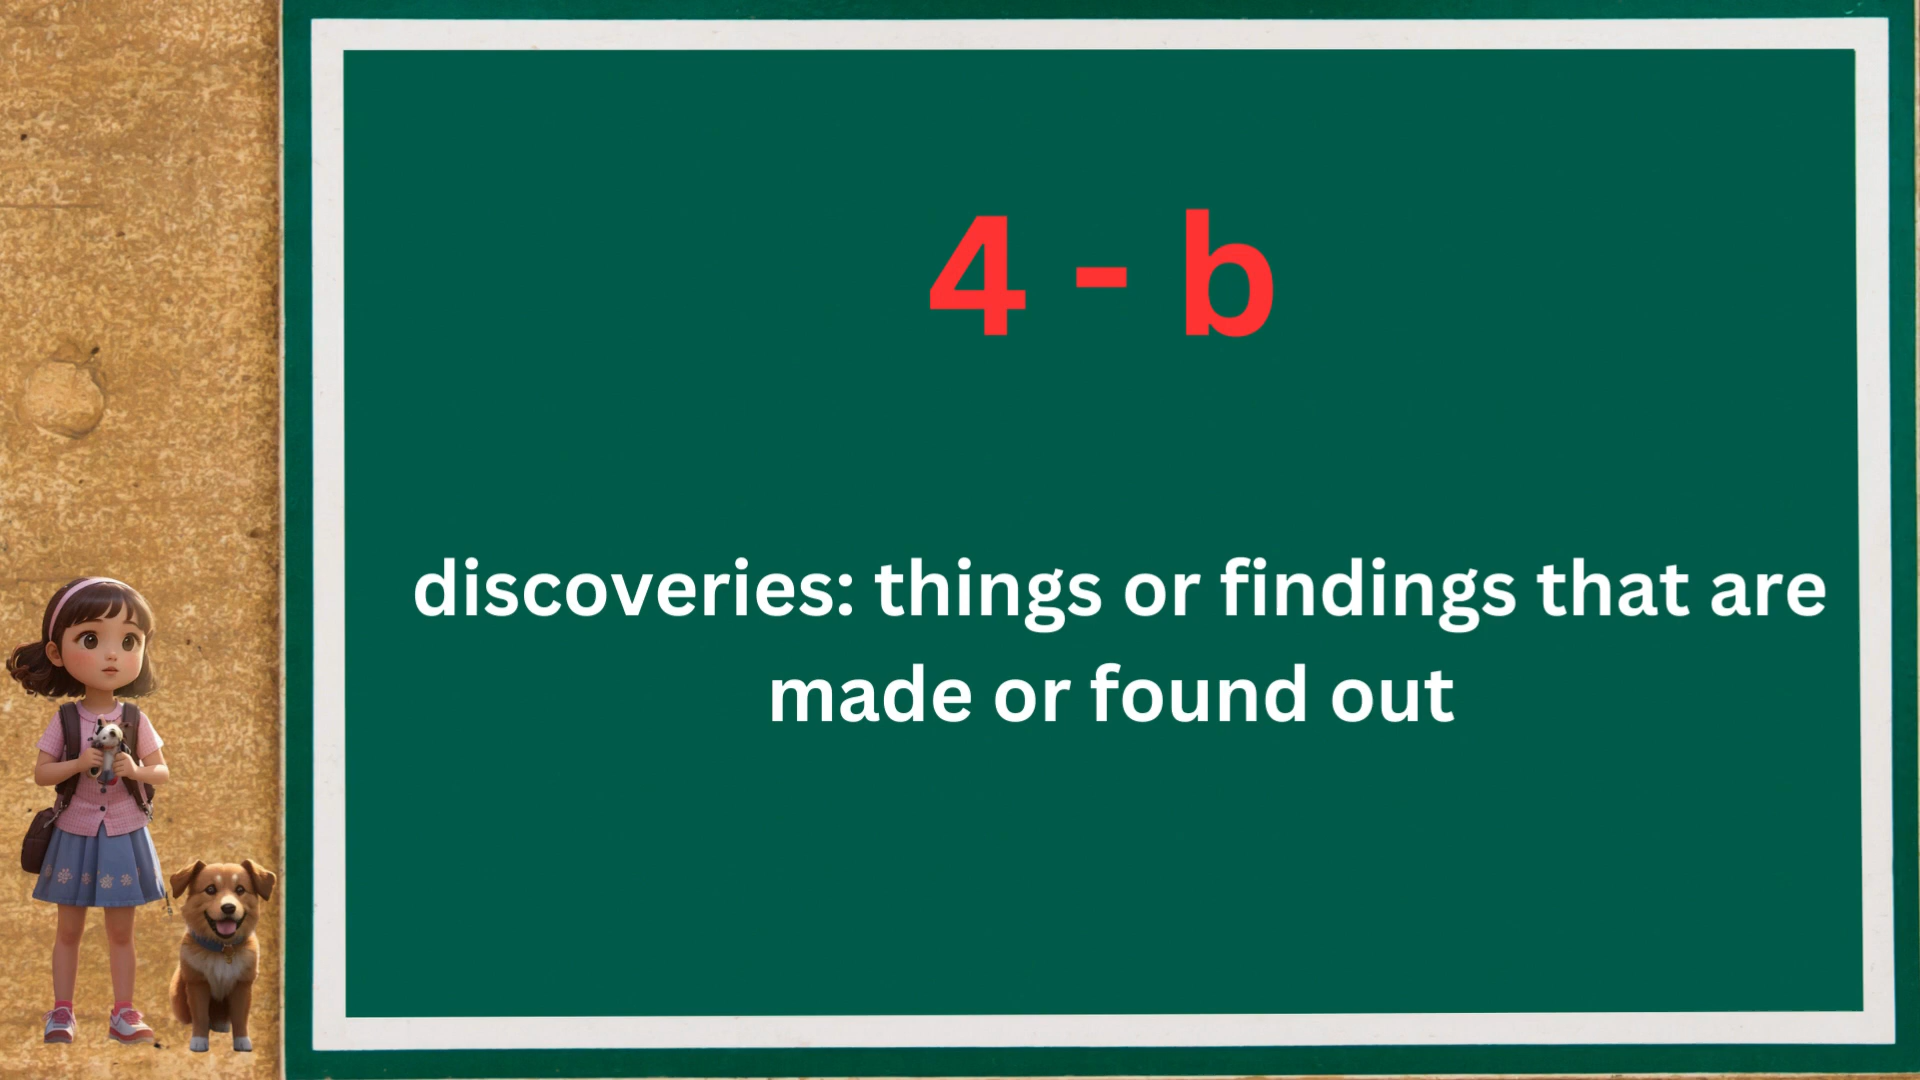 4 - b
discoveries: things or findings that are
made or found out